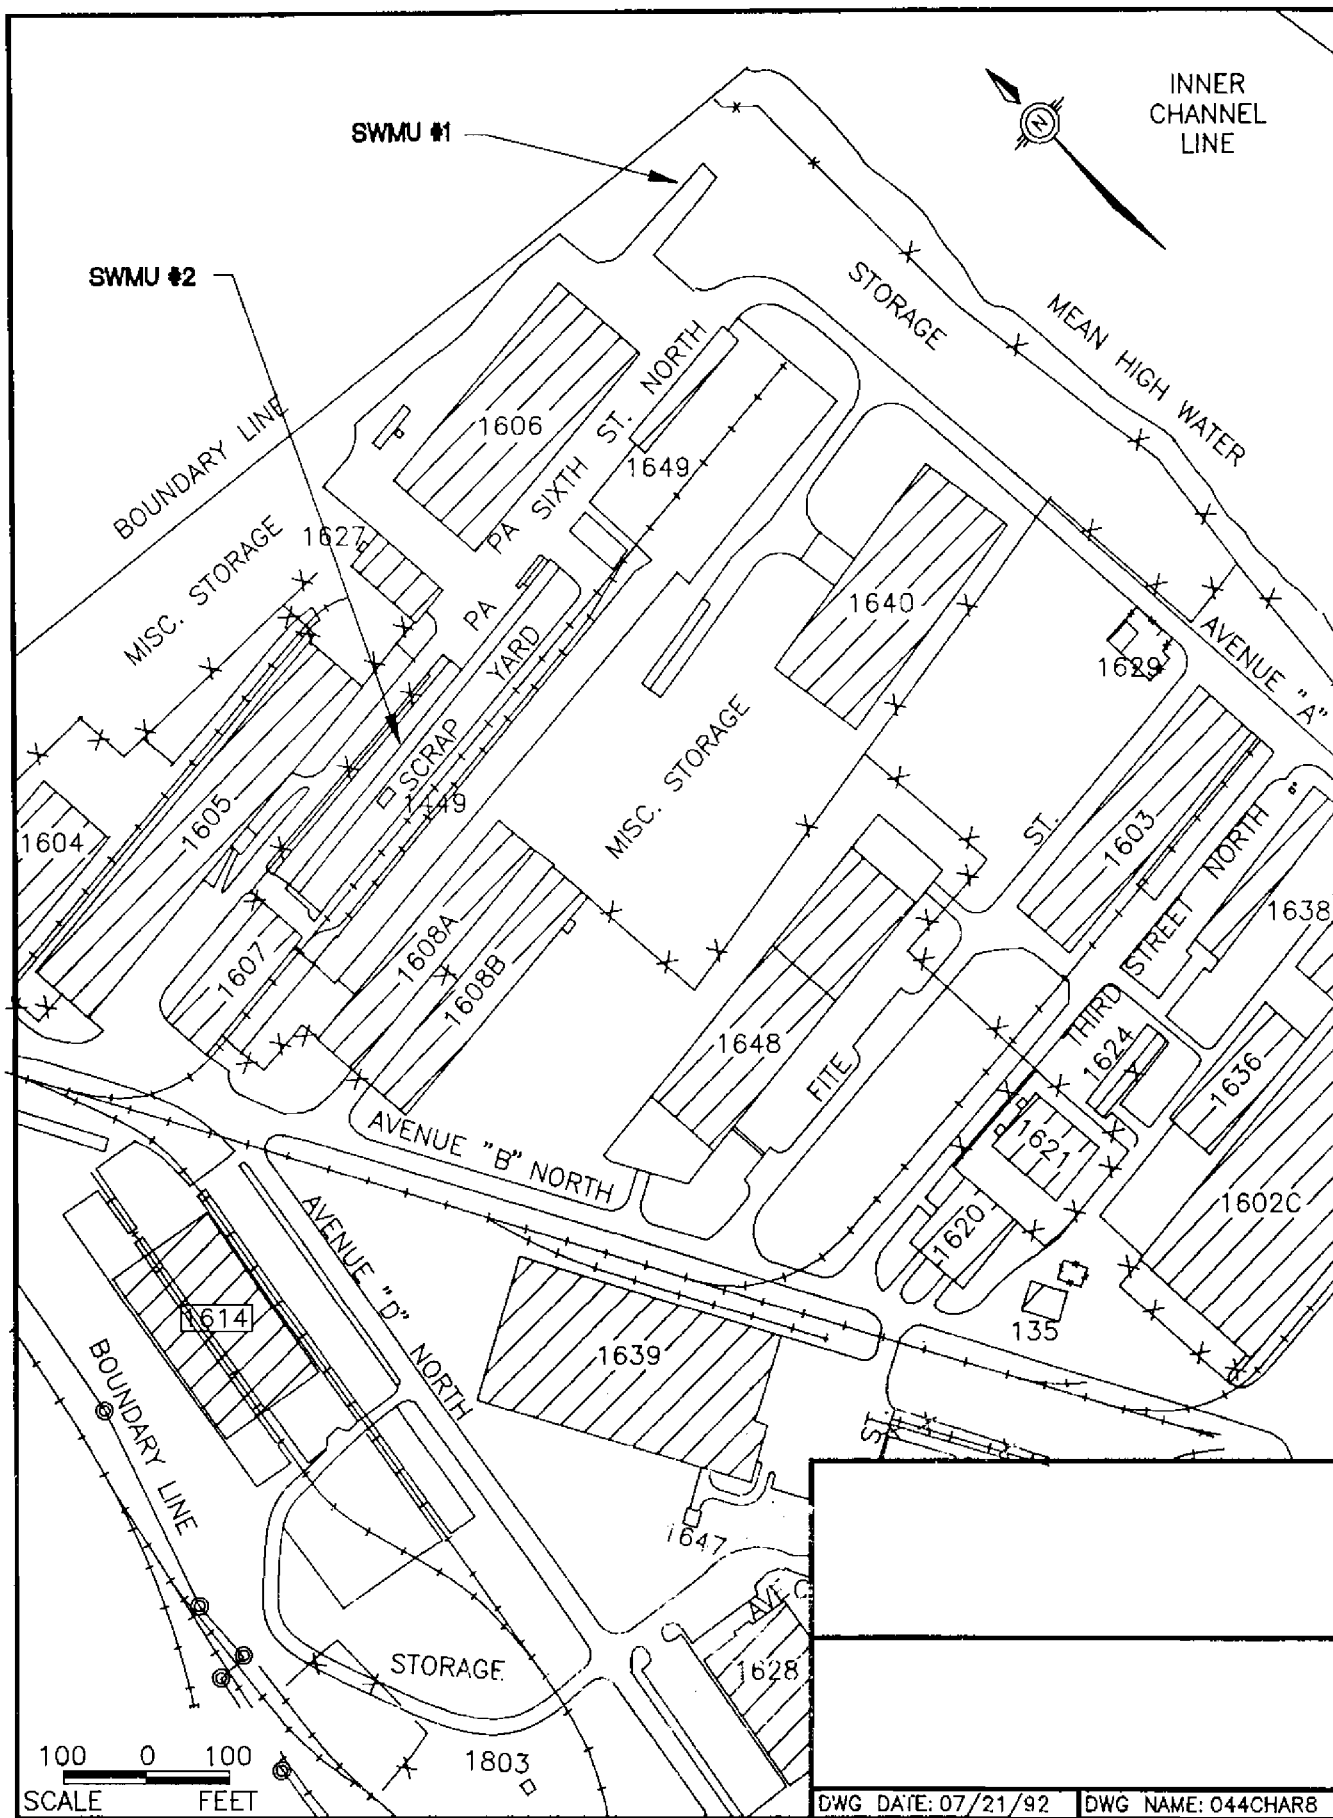 INNER
CHANNEL
LINE
N
SWMU #1
SWMU #2
STORAGE
MEAN HIGH WATER
BOUNDARY LINE
1606
PA SIXTH ST. NORTH
1649
1627
MISC. STORAGE
PA
1640
AVENUE "A"
1629
SCRAP YARD
1449
MISC. STORAGE
1604
1605
ST.
1603
NORTH
1638
STREET
THIRD
1607
1608A
1608B
1648
FITE
1624
1636
1621
1602C
1620
AVENUE "B" NORTH
AVENUE "D" NORTH
1614
135
1639
BOUNDARY LINE
ST.
1647
AVE C
1628
STORAGE
1803
100 0 100
SCALE FEET
DWG DATE: 07/21/92
DWG NAME: 044CHAR8